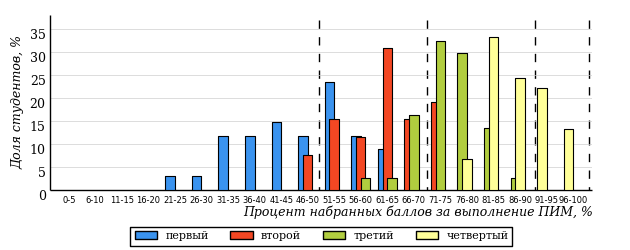 Доля студентов, %
35
30
25
20
15
10
5
0
0-5 6-10 11-15 16-20 21-25 26-30 31-35 36-40 41-45 46-50 51-55 56-60 61-65 66-70 71-75 76-80 81-85 86-90 91-95 96-100
Процент набранных баллов за выполнение ПИМ, %
первый второй третий четвертый